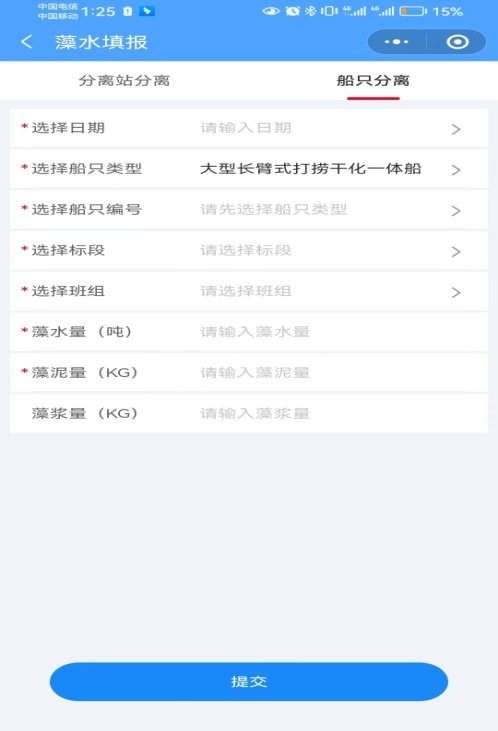 中国电信
中国移动
1:25
15%
藻水填报
分离站分离 船只分离
*选择日期 请输入日期
*选择船只类型 大型长臂式打捞干化一体船
*选择船只编号 请先选择船只类型
*选择标段 请选择标段
*选择班组 请选择班组
*藻水量（吨） 请输入藻水量
*藻泥量（KG） 请输入藻泥量
藻浆量（KG） 请输入藻浆量
提交